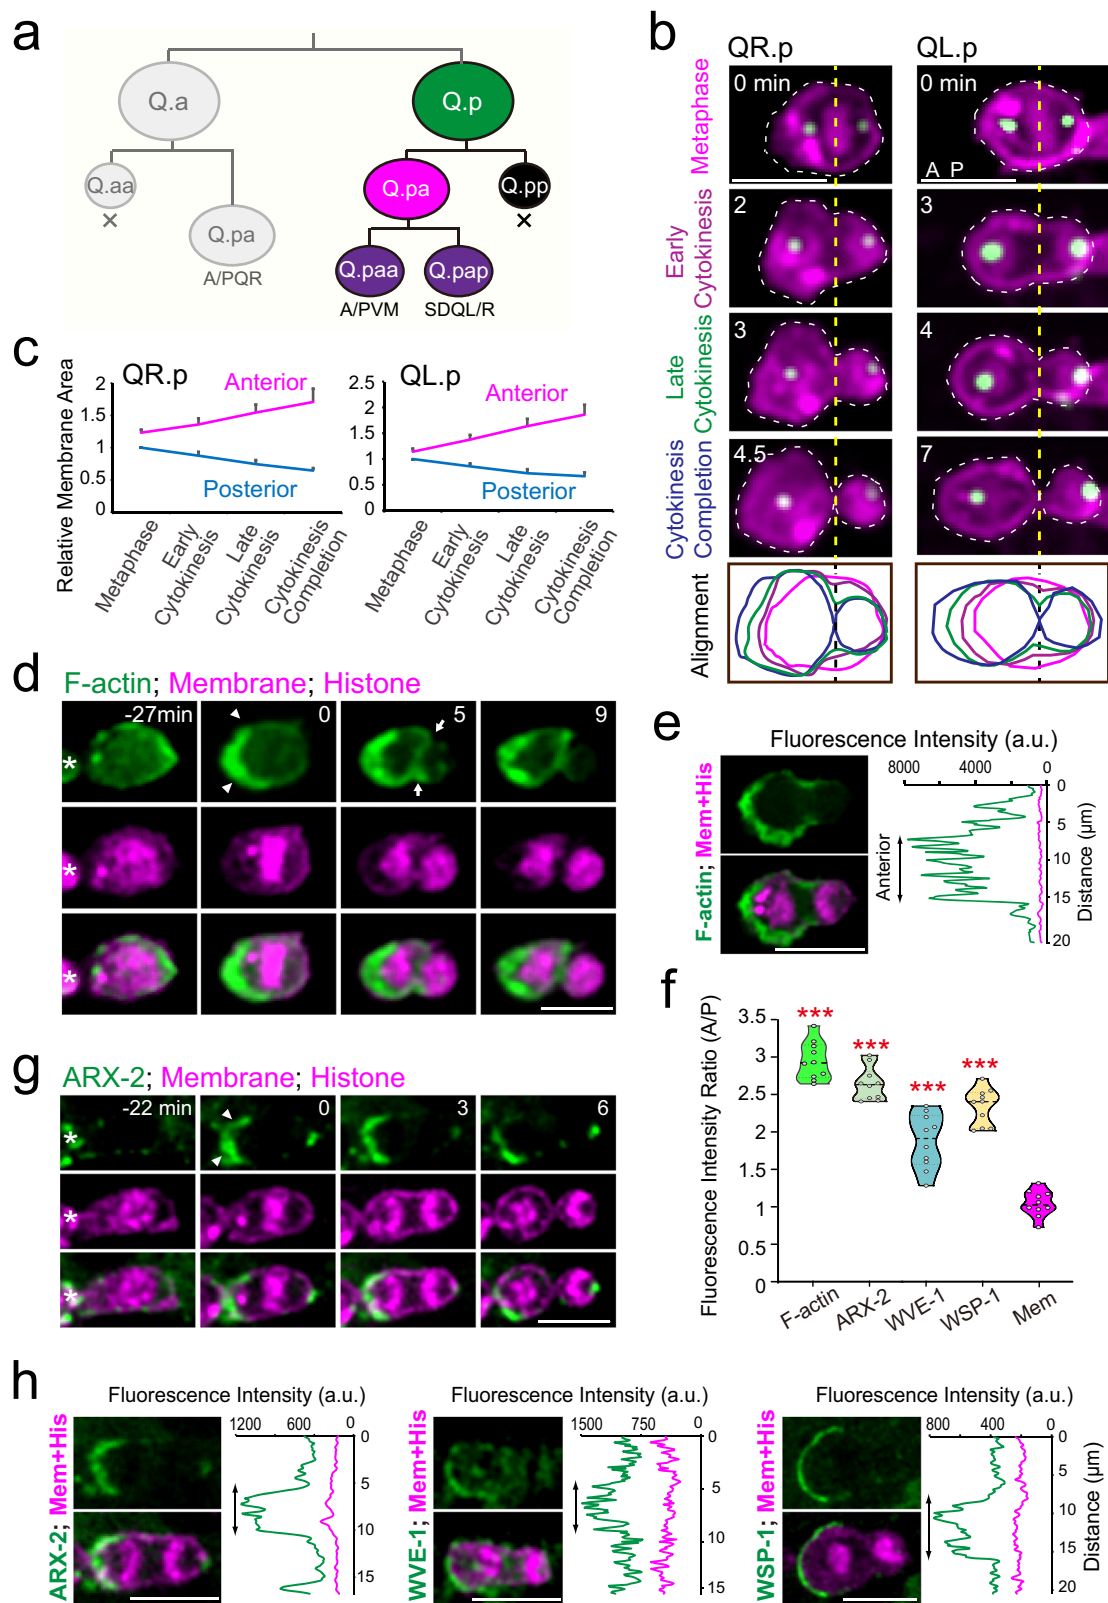 a
Q.a
Q.p
Q.aa
Q.pa
A/PQR
Q.pa
Q.pp
Q.paa
Q.pap
A/PVM
SDQL/R
b
QR.p
QL.p
Metaphase
0 min
0 min
A P
Early
Cytokinesis
2
3
Late
Cytokinesis
3
4
Cytokinesis
Completion
4.5
7
Alignment
c
Relative Membrane Area
QR.p
2
1.5
1
0.5
0
Anterior
Posterior
Metaphase
Early
Cytokinesis
Late
Cytokinesis
Cytokinesis
Completion
QL.p
2.5
2
1.5
1
0.5
0
Anterior
Posterior
Metaphase
Early
Cytokinesis
Late
Cytokinesis
Cytokinesis
Completion
d
F-actin; Membrane; Histone
-27min
0
5
9
*
*
*
e
F-actin; Mem+His
Fluorescence Intensity (a.u.)
8000
4000
0
0
5
10
15
20
Anterior
Distance (µm)
f
Fluorescence Intensity Ratio (A/P)
3.5
3
2.5
2
1.5
1
0.5
0
***
***
***
***
F-actin
ARX-2
WVE-1
WSP-1
Mem
g
ARX-2; Membrane; Histone
-22 min
0
3
6
*
*
*
h
ARX-2; Mem+His
Fluorescence Intensity (a.u.)
1200
600
0
0
5
10
15
WVE-1; Mem+His
Fluorescence Intensity (a.u.)
1500
750
0
0
5
10
15
WSP-1; Mem+His
Fluorescence Intensity (a.u.)
800
400
0
0
5
10
15
20
Distance (µm)